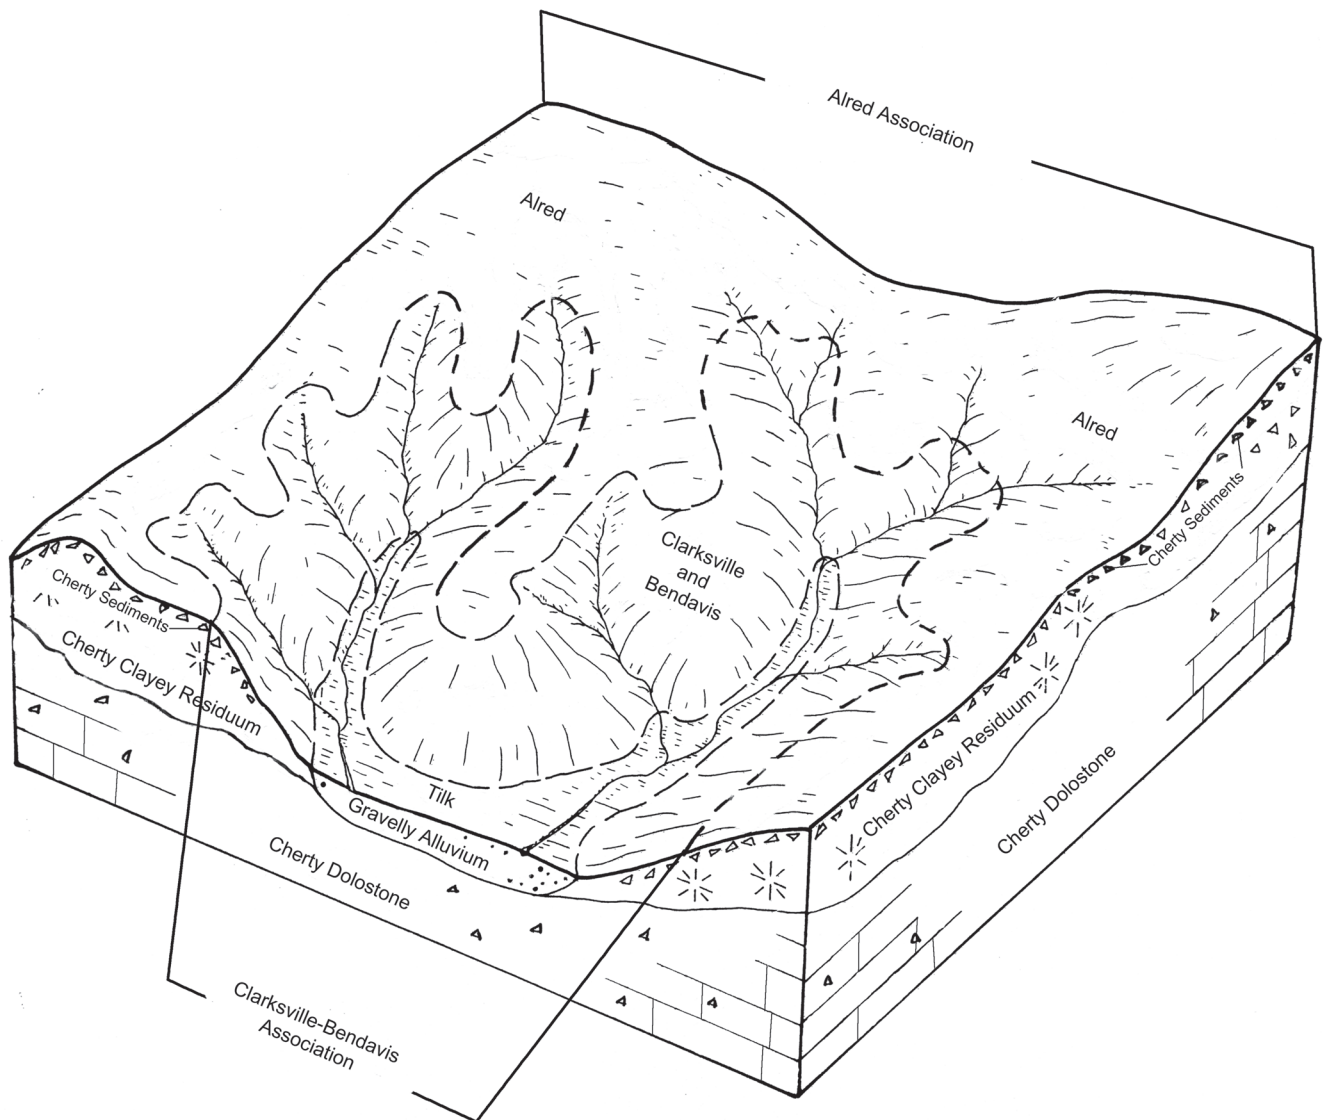 Alred Association
Alred
Alred
Clarksville
and
Bendavis
Cherty Sediments
Cherty Sediments
Cherty Clayey Residuum
Cherty Clayey Residuum
Tilk
Gravelly Alluvium
Cherty Dolostone
Cherty Dolostone
Clarksville-Bendavis
Association